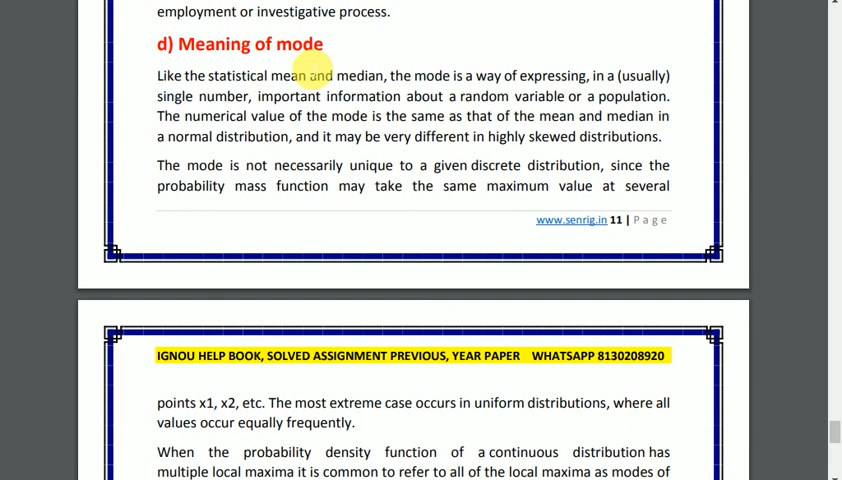 employment or investigative process.
d) Meaning of mode
Like the statistical mean and median, the mode is a way of expressing, in a (usually)
single number, important information about a random variable or a population.
The numerical value of the mode is the same as that of the mean and median in
a normal distribution, and it may be very different in highly skewed distributions.
The mode is not necessarily unique to a given discrete distribution, since the
probability mass function may take the same maximum value at several
www.senrig.in 11 | Page
IGNOU HELP BOOK, SOLVED ASSIGNMENT PREVIOUS, YEAR PAPER WHATSAPP 8130208920
points x1, x2, etc. The most extreme case occurs in uniform distributions, where all
values occur equally frequently.
When the probability density function of a continuous distribution has
multiple local maxima it is common to refer to all of the local maxima as modes of